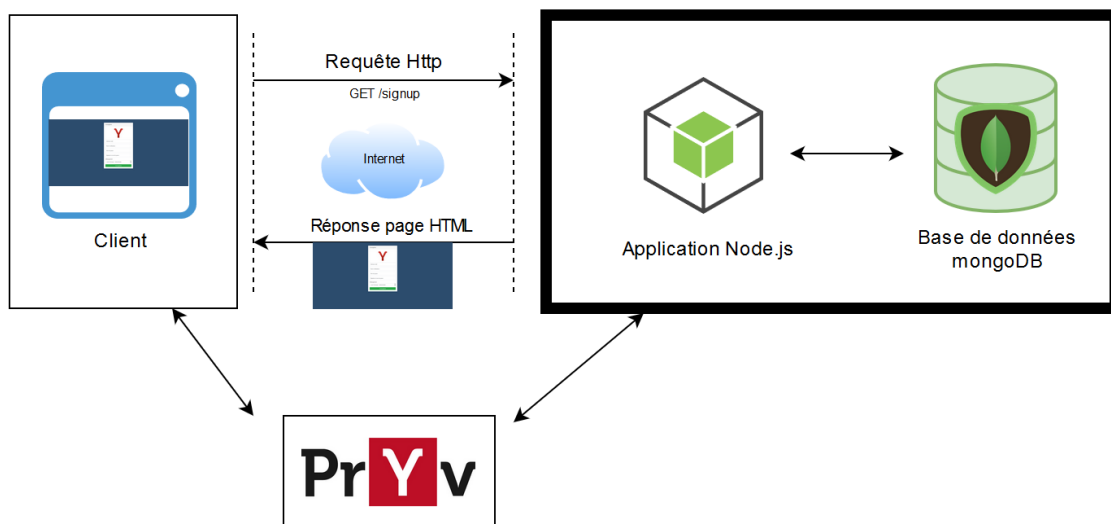 Requête Http
GET /signup
Internet
Réponse page HTML
Client
Y
Y
Application Node.js
Base de données
mongoDB
PrYv